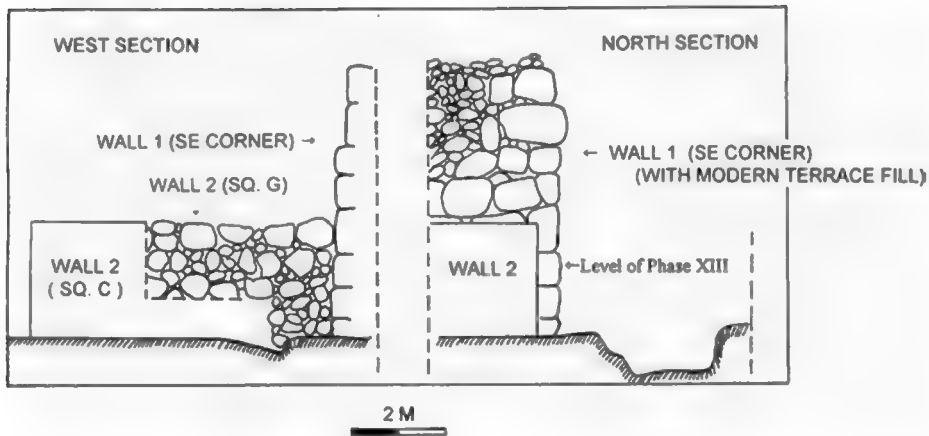 WEST SECTION
NORTH SECTION
WALL 1 (SE CORNER) →
← WALL 1 (SE CORNER)
(WITH MODERN TERRACE FILL)
WALL 2 (SQ. G)
WALL 2
( SQ. C )
WALL 2
←Level of Phase XIII
2 M